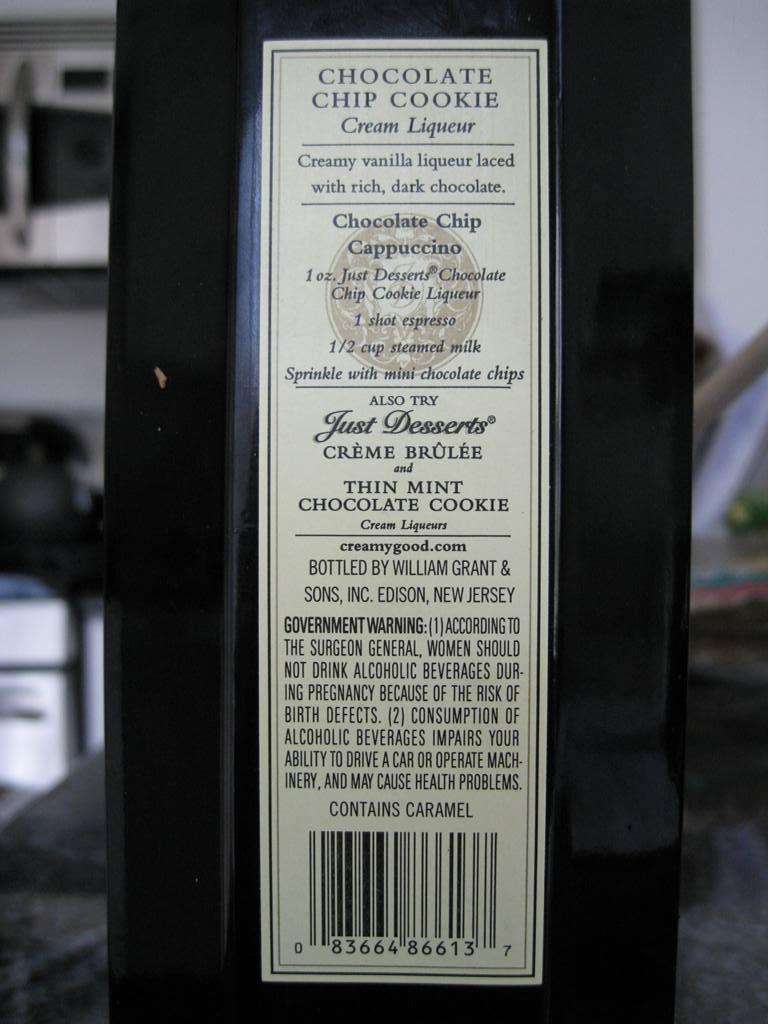 CHOCOLATE
CHIP COOKIE
Cream Liqueur
Creamy vanilla liqueur laced
with rich, dark chocolate.
Chocolate Chip
Cappuccino
1 oz. Just Desserts® Chocolate
Chip Cookie Liqueur
1 shot espresso
1/2 cup steamed milk
Sprinkle with mini chocolate chips
ALSO TRY
Just Desserts®
CRÈME BRÛLÉE
and
THIN MINT
CHOCOLATE COOKIE
Cream Liqueurs
creamygood.com
BOTTLED BY WILLIAM GRANT &
SONS, INC. EDISON, NEW JERSEY
GOVERNMENT WARNING: (1) ACCORDING TO
THE SURGEON GENERAL, WOMEN SHOULD
NOT DRINK ALCOHOLIC BEVERAGES DUR-
ING PREGNANCY BECAUSE OF THE RISK OF
BIRTH DEFECTS. (2) CONSUMPTION OF
ALCOHOLIC BEVERAGES IMPAIRS YOUR
ABILITY TO DRIVE A CAR OR OPERATE MACH-
INERY, AND MAY CAUSE HEALTH PROBLEMS.
CONTAINS CARAMEL
0 83664 86613 7